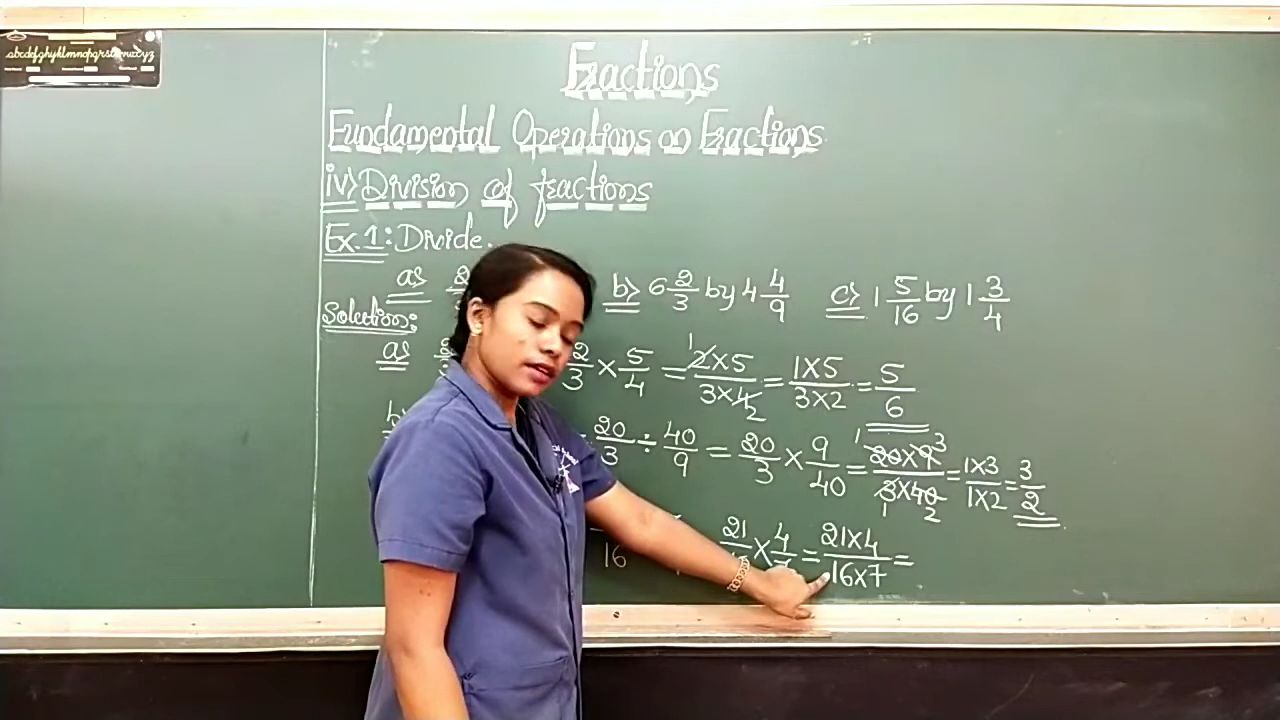 abcdefghijklmnopqrstuvwxyz
Fractions
Fundamental Operations on Fractions
iv) Division of fractions
Ex. 1: Divide.
a) 2 b) 6 2/3 by 4 4/9 c) 1 5/16 by 1 3/4
Solution:
a) 2/3 × 5/4 = 2×5/3×4 = 1×5/3×2 = 5/6
b) = 20/3 ÷ 40/9 = 20/3 × 9/40 = 20×9/3×40 = 1×3/1×2 = 3/2
16 21 × 4 = 21×4/16×7 =